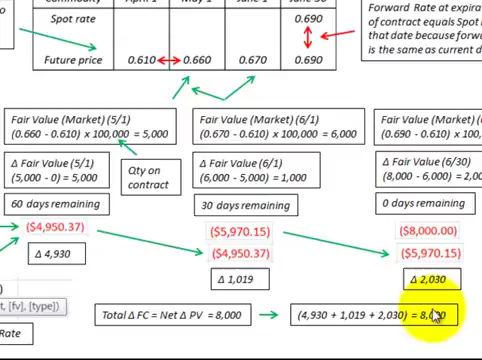 Commodity April 1 May 1 June 1 June 30
Spot rate 0.690
Future price 0.610 0.660 0.670 0.690
Forward Rate at expira
of contract equals Spot
that date because forwa
is the same as current d
Fair Value (Market) (5/1)
(0.660 - 0.610) x 100,000 = 5,000
Fair Value (Market) (6/1)
(0.670 - 0.610) x 100,000 = 6,000
Fair Value (Market) (
(0.690 - 0.610) x 100,
Δ Fair Value (5/1)
(5,000 - 0) = 5,000
Qty on
contract
Δ Fair Value (6/1)
(6,000 - 5,000) = 1,000
Δ Fair Value (6/30)
(8,000 - 6,000) = 2,00
60 days remaining
30 days remaining
0 days remaining
($4,950.37)
Δ 4,930
($5,970.15)
($4,950.37)
Δ 1,019
($8,000.00)
($5,970.15)
Δ 2,030
)
t, [fv], [type])
Total Δ FC = Net Δ PV = 8,000
(4,930 + 1,019 + 2,030) = 8,000
Rate